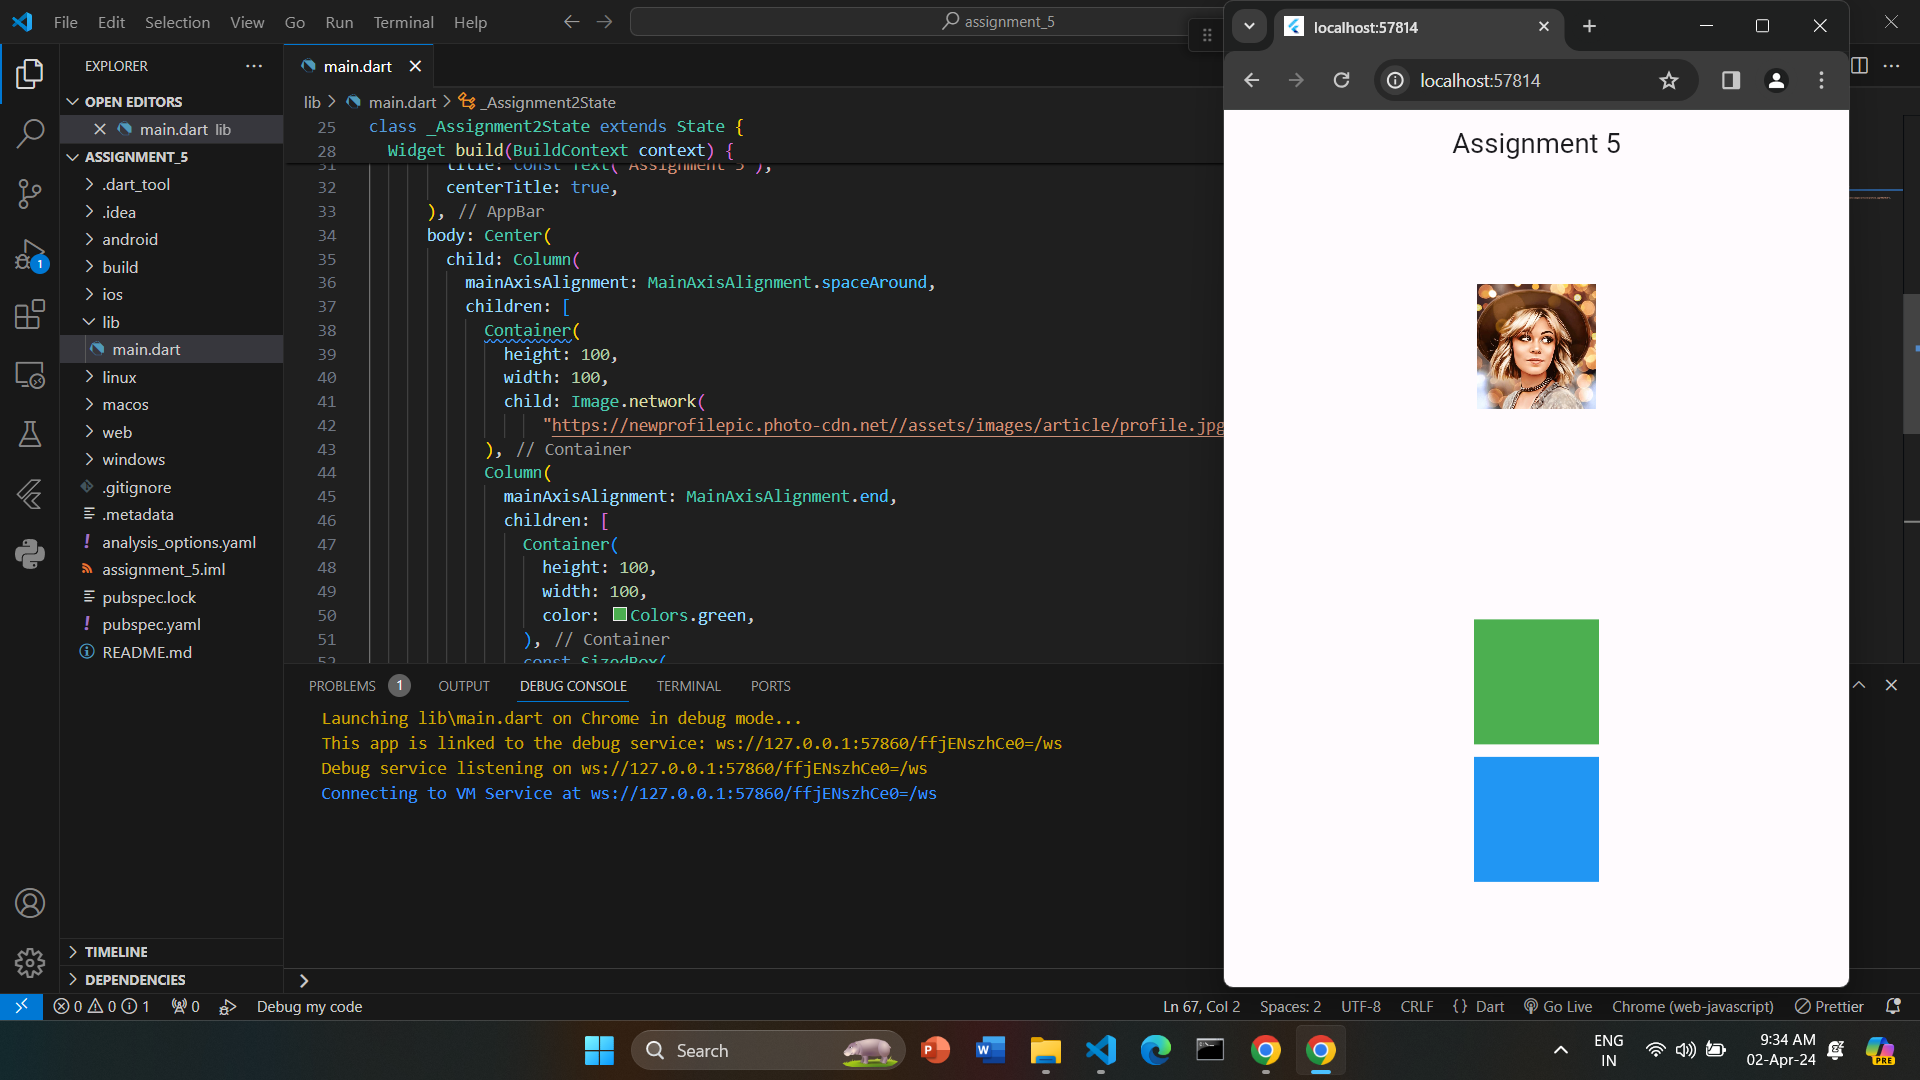 File Edit Selection View Go Run Terminal Help
assignment_5
EXPLORER
OPEN EDITORS
main.dart lib
ASSIGNMENT_5
.dart_tool
.idea
android
build
ios
lib
main.dart
linux
macos
web
windows
.gitignore
.metadata
analysis_options.yaml
assignment_5.iml
pubspec.lock
pubspec.yaml
README.md
TIMELINE
DEPENDENCIES
main.dart
lib > main.dart > _Assignment2State
25 class _Assignment2State extends State {
28 Widget build(BuildContext context) {
31 title: const Text("Assignment 5"),
32 centerTitle: true,
33 ), // AppBar
34 body: Center(
35 child: Column(
36 mainAxisAlignment: MainAxisAlignment.spaceAround,
37 children: [
38 Container(
39 height: 100,
40 width: 100,
41 child: Image.network(
42 "https://newprofilepic.photo-cdn.net//assets/images/article/profile.jpg
43 ), // Container
44 Column(
45 mainAxisAlignment: MainAxisAlignment.end,
46 children: [
47 Container(
48 height: 100,
49 width: 100,
50 color: Colors.green,
51 ), // Container
52 const SizedBox(
PROBLEMS 1 OUTPUT DEBUG CONSOLE TERMINAL PORTS
Launching lib\main.dart on Chrome in debug mode...
This app is linked to the debug service: ws://127.0.0.1:57860/ffjENszhCe0=/ws
Debug service listening on ws://127.0.0.1:57860/ffjENszhCe0=/ws
Connecting to VM Service at ws://127.0.0.1:57860/ffjENszhCe0=/ws
localhost:57814
localhost:57814
Assignment 5
1
0 0 1 0 Debug my code
Ln 67, Col 2 Spaces: 2 UTF-8 CRLF {} Dart Go Live Chrome (web-javascript) Prettier
Search
ENG
IN
9:34 AM
02-Apr-24
PRE